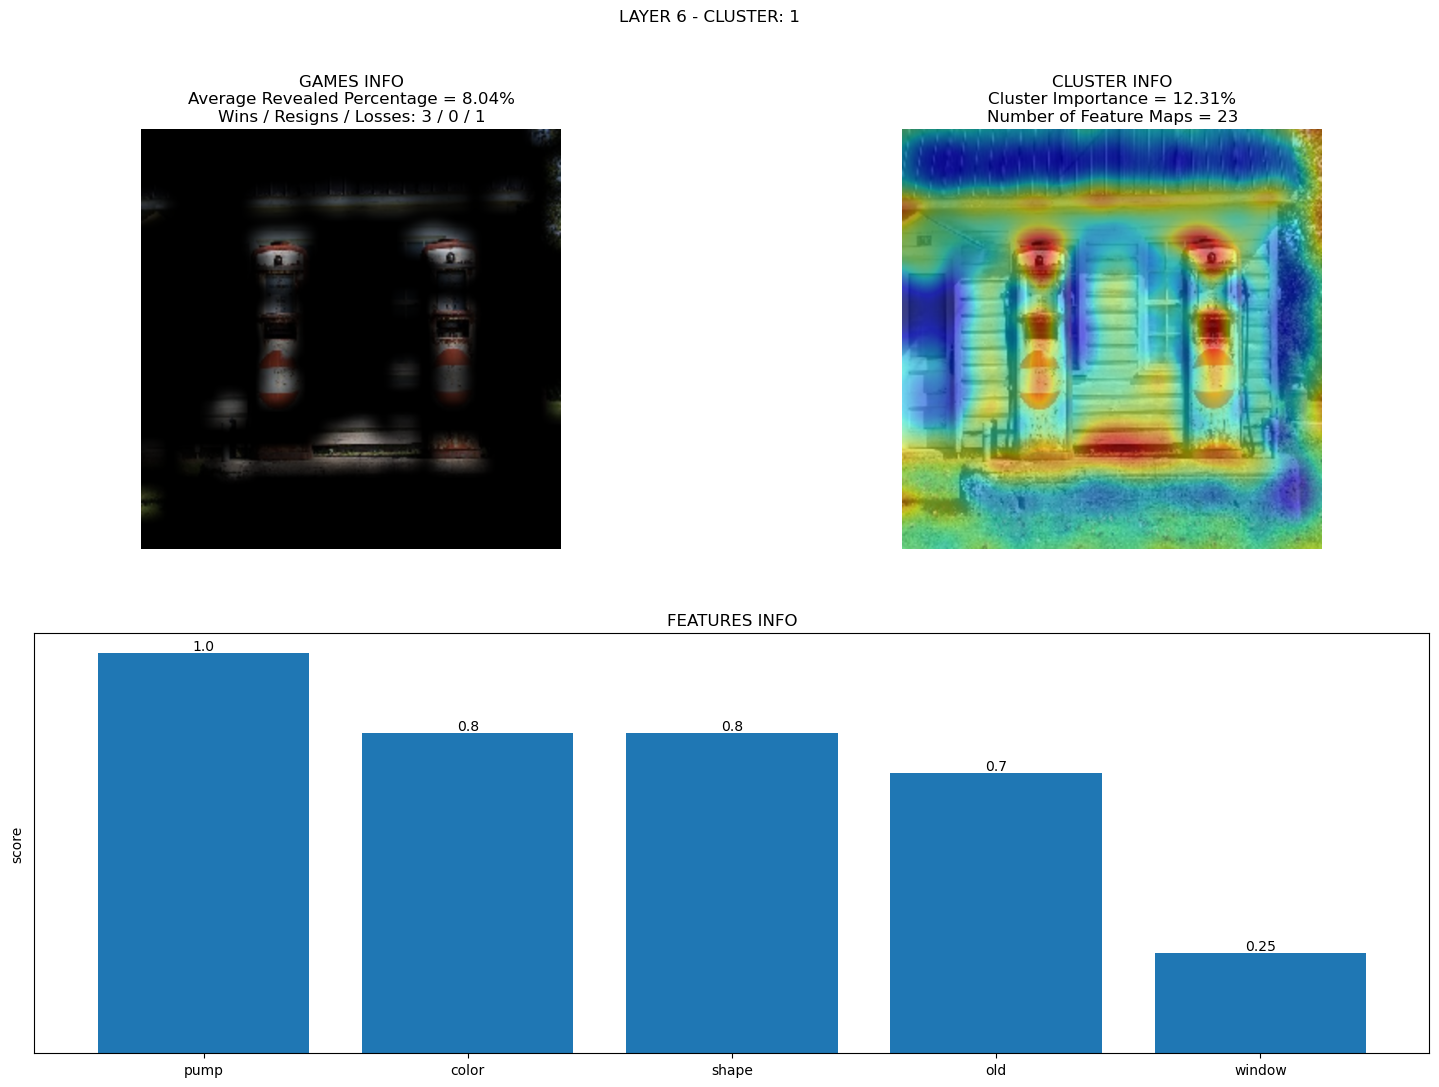 LAYER 6 - CLUSTER: 1
GAMES INFO
Average Revealed Percentage = 8.04%
Wins / Resigns / Losses: 3 / 0 / 1
CLUSTER INFO
Cluster Importance = 12.31%
Number of Feature Maps = 23
FEATURES INFO
score
1.0
0.8
0.8
0.7
0.25
pump
color
shape
old
window